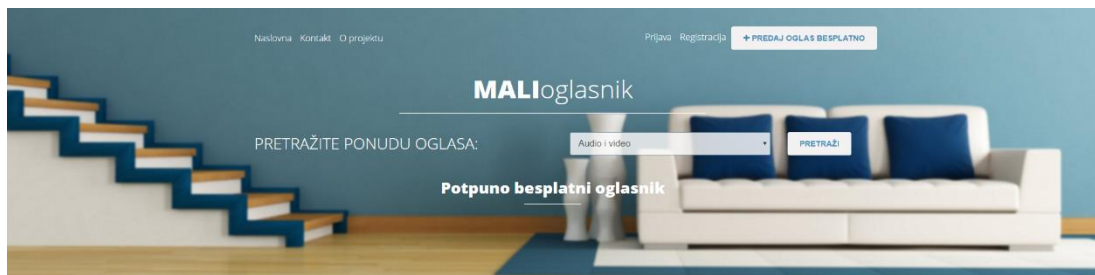 Naslovna Kontakt O projektu
Prijava Registracija + PREDAJ OGLAS BESPLATNO
MALIoglasnik
PRETRAŽITE PONUDU OGLASA: Audio i video PRETRAŽI
Potpuno besplatni oglasnik